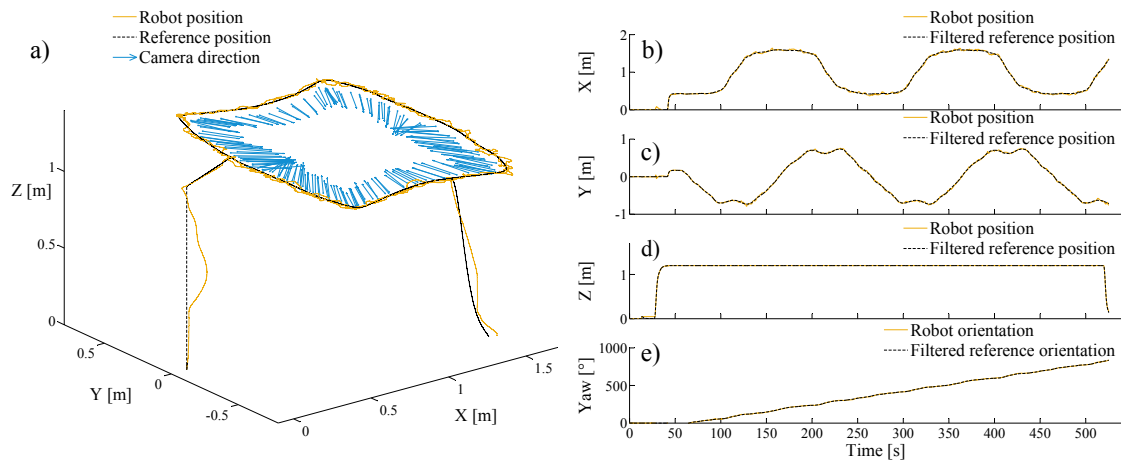 Robot position
Reference position
Camera direction
a)
1
Z [m]
0.5
0
0.5
0
-0.5
Y [m]
0
0.5
1
1.5
X [m]
Robot position
Filtered reference position
b)
2
1
0
X [m]
Robot position
Filtered reference position
c)
1
0
-1
Y [m]
Robot position
Filtered reference position
d)
1
0
Z [m]
Robot orientation
Filtered reference orientation
e)
1000
500
0
Yaw [°]
0 50 100 150 200 250 300 350 400 450 500
Time [s]